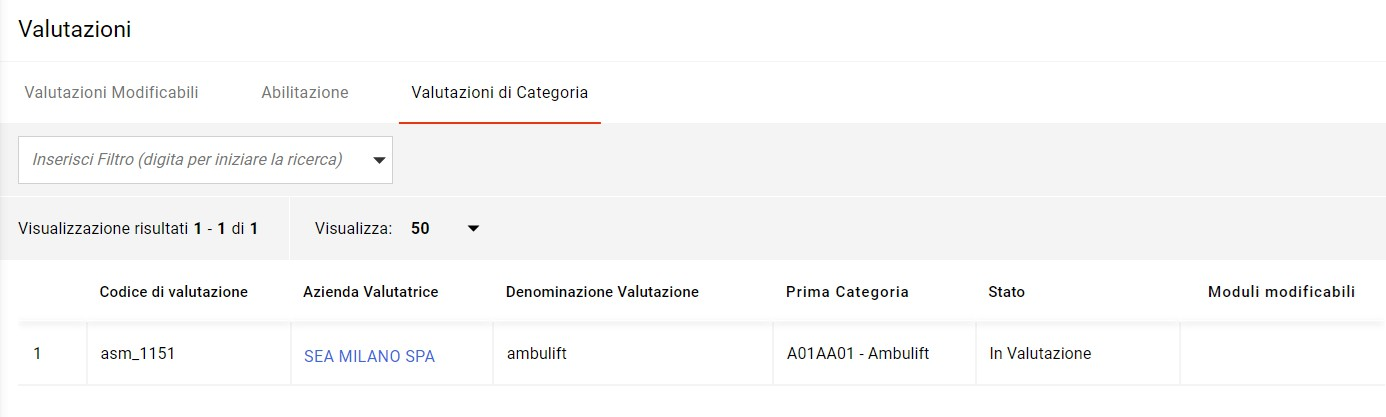 Valutazioni
Valutazioni Modificabili Abilitazione Valutazioni di Categoria
Inserisci Filtro (digita per iniziare la ricerca)
Visualizzazione risultati 1 - 1 di 1 Visualizza: 50
Codice di valutazione Azienda Valutatrice Denominazione Valutazione Prima Categoria Stato Moduli modificabili
1 asm_1151 SEA MILANO SPA ambulift A01AA01 - Ambulift In Valutazione